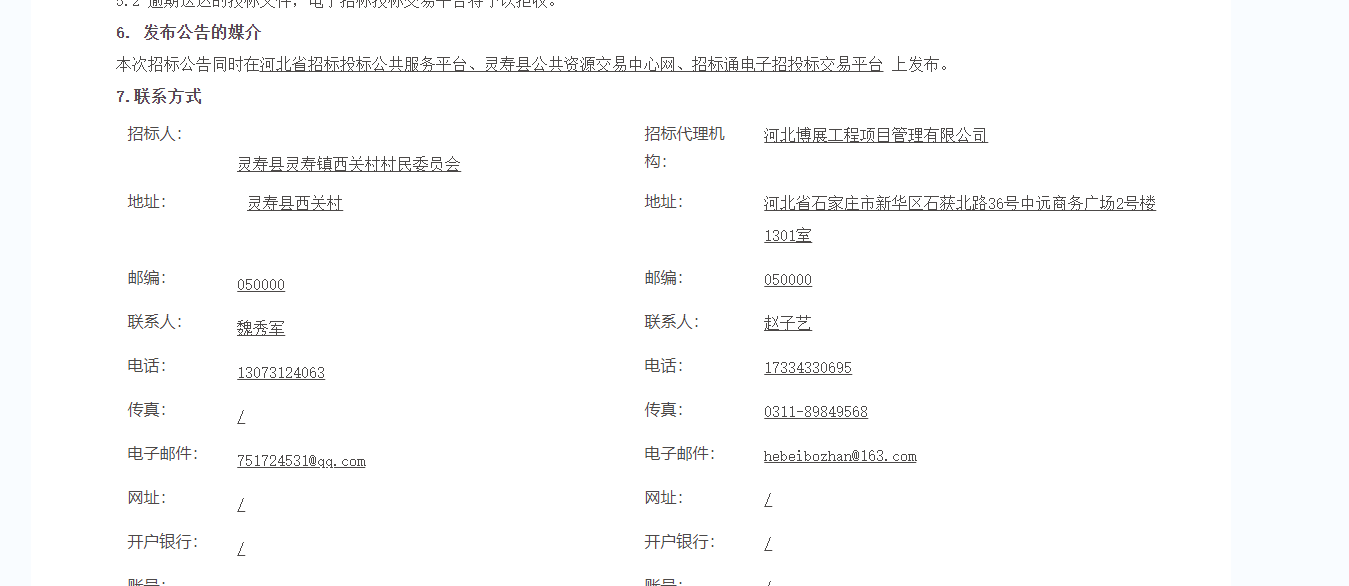 6. 发布公告的媒介
本次招标公告同时在河北省招标投标公共服务平台、灵寿县公共资源交易中心网、招标通电子招投标交易平台 上发布。
7.联系方式
招标人：
灵寿县灵寿镇西关村村民委员会
招标代理机
构：
河北博展工程项目管理有限公司
地址：
灵寿县西关村
地址：
河北省石家庄市新华区石获北路36号中远商务广场2号楼
1301室
邮编：
050000
邮编：
050000
联系人：
魏秀军
联系人：
赵子艺
电话：
13073124063
电话：
17334330695
传真：
/
传真：
0311-89849568
电子邮件：
751724531@qq.com
电子邮件：
hebeibozhan@163.com
网址：
/
网址：
/
开户银行：
/
开户银行：
/